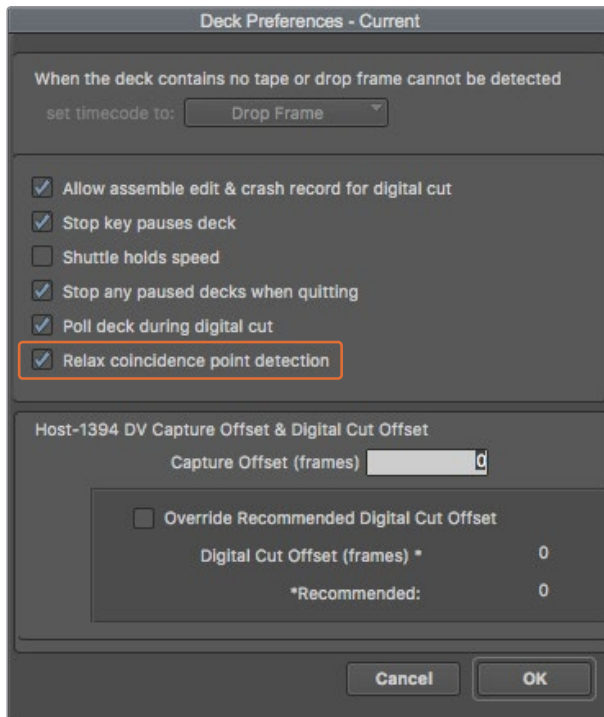 Deck Preferences - Current
When the deck contains no tape or drop frame cannot be detected
set timecode to: Drop Frame
Allow assemble edit & crash record for digital cut
Stop key pauses deck
Shuttle holds speed
Stop any paused decks when quitting
Poll deck during digital cut
Relax coincidence point detection
Host-1394 DV Capture Offset & Digital Cut Offset
Capture Offset (frames) 0
Override Recommended Digital Cut Offset
Digital Cut Offset (frames) * 0
*Recommended: 0
Cancel OK